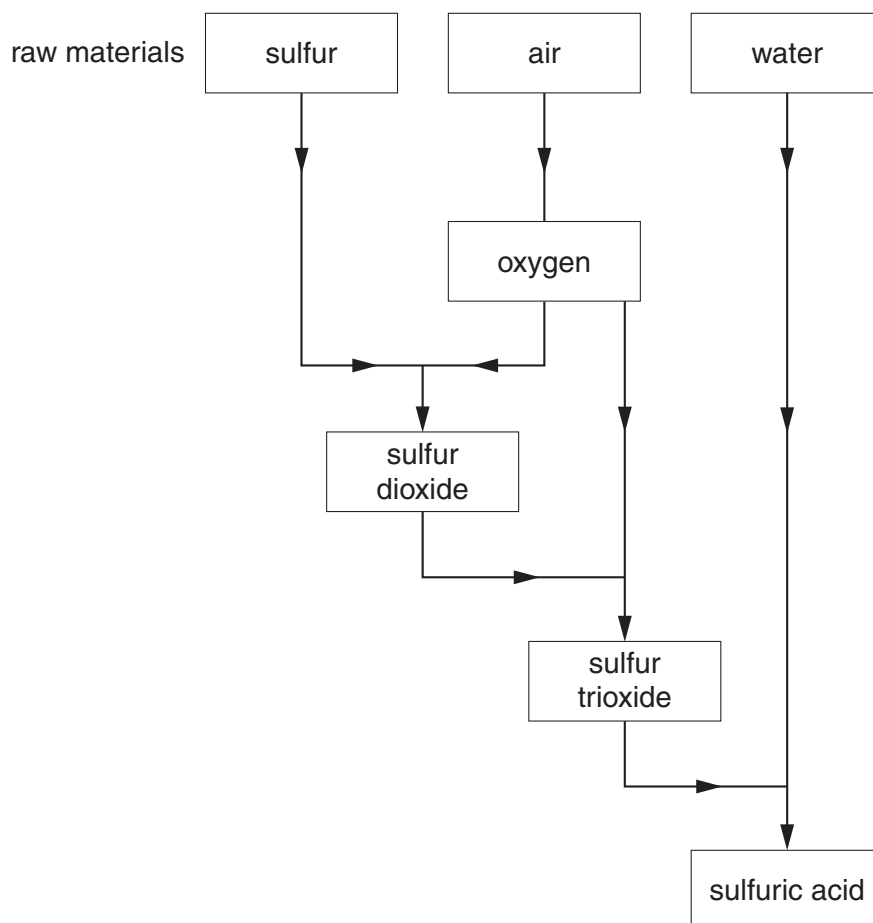 raw materials
sulfur
air
water
oxygen
sulfur
dioxide
sulfur
trioxide
sulfuric acid